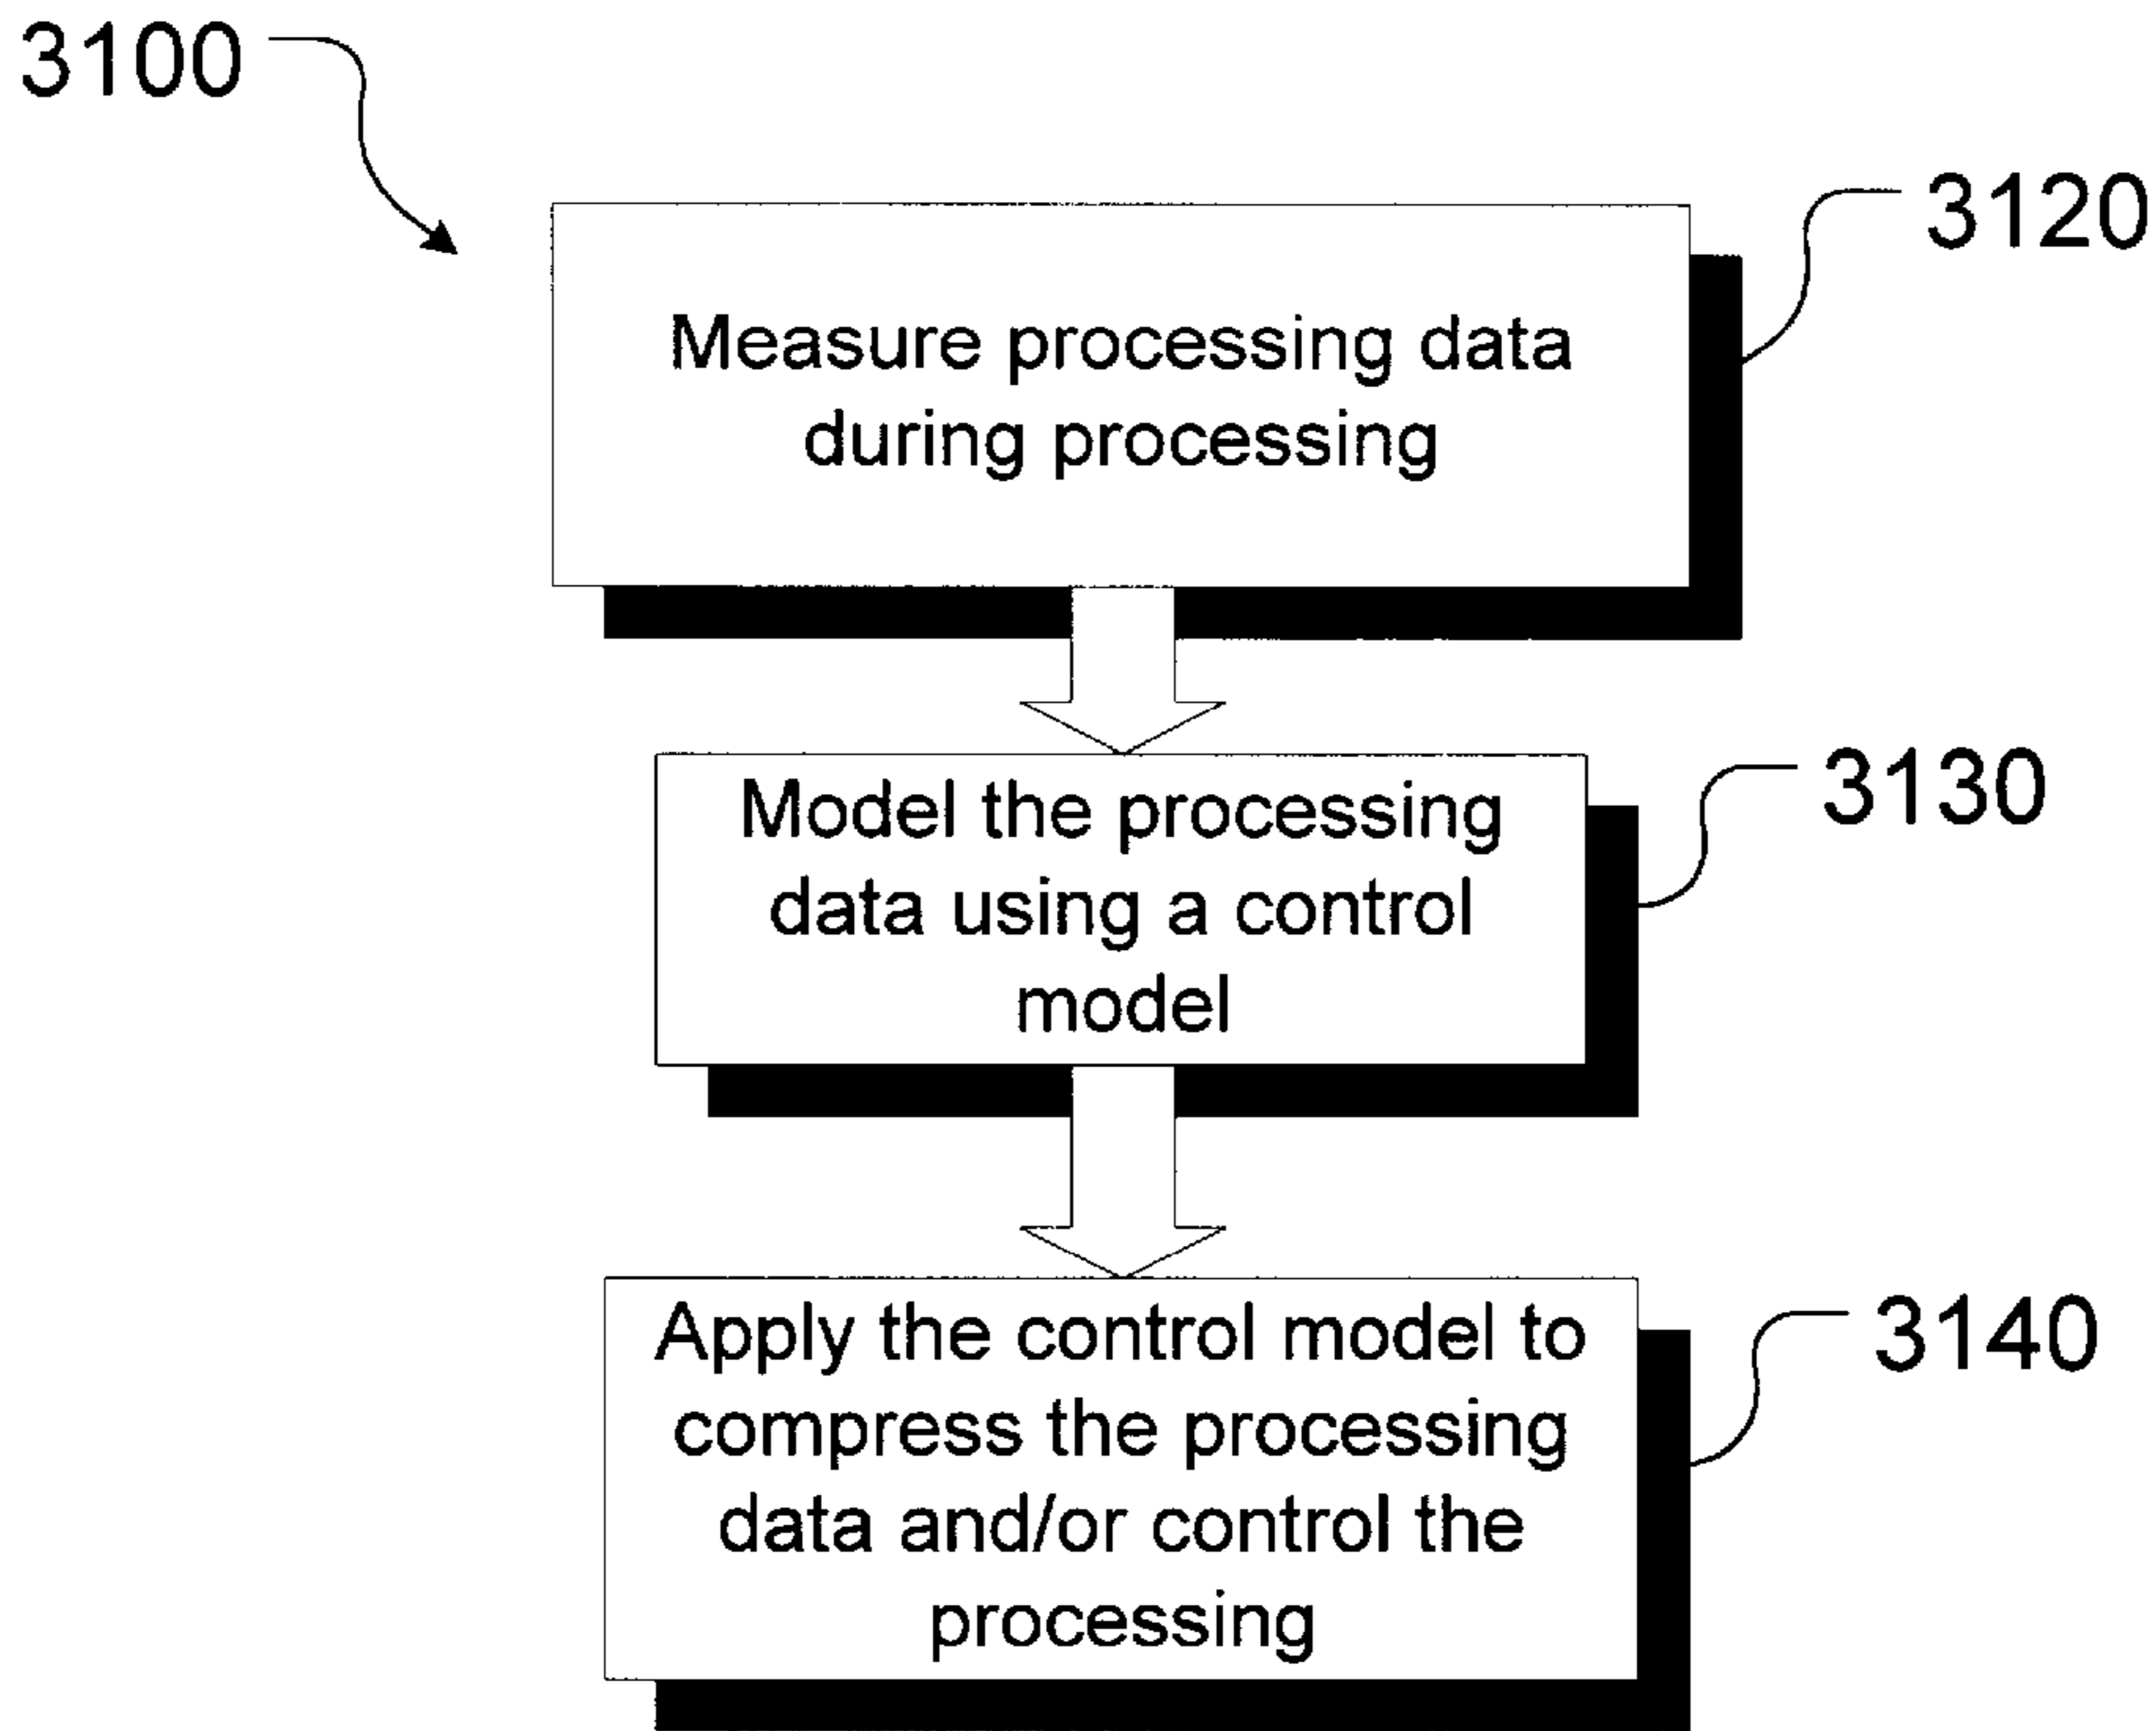 3100
3120
Measure processing data
during processing
3130
Model the processing
data using a control
model
3140
Apply the control model to
compress the processing
data and/or control the
processing